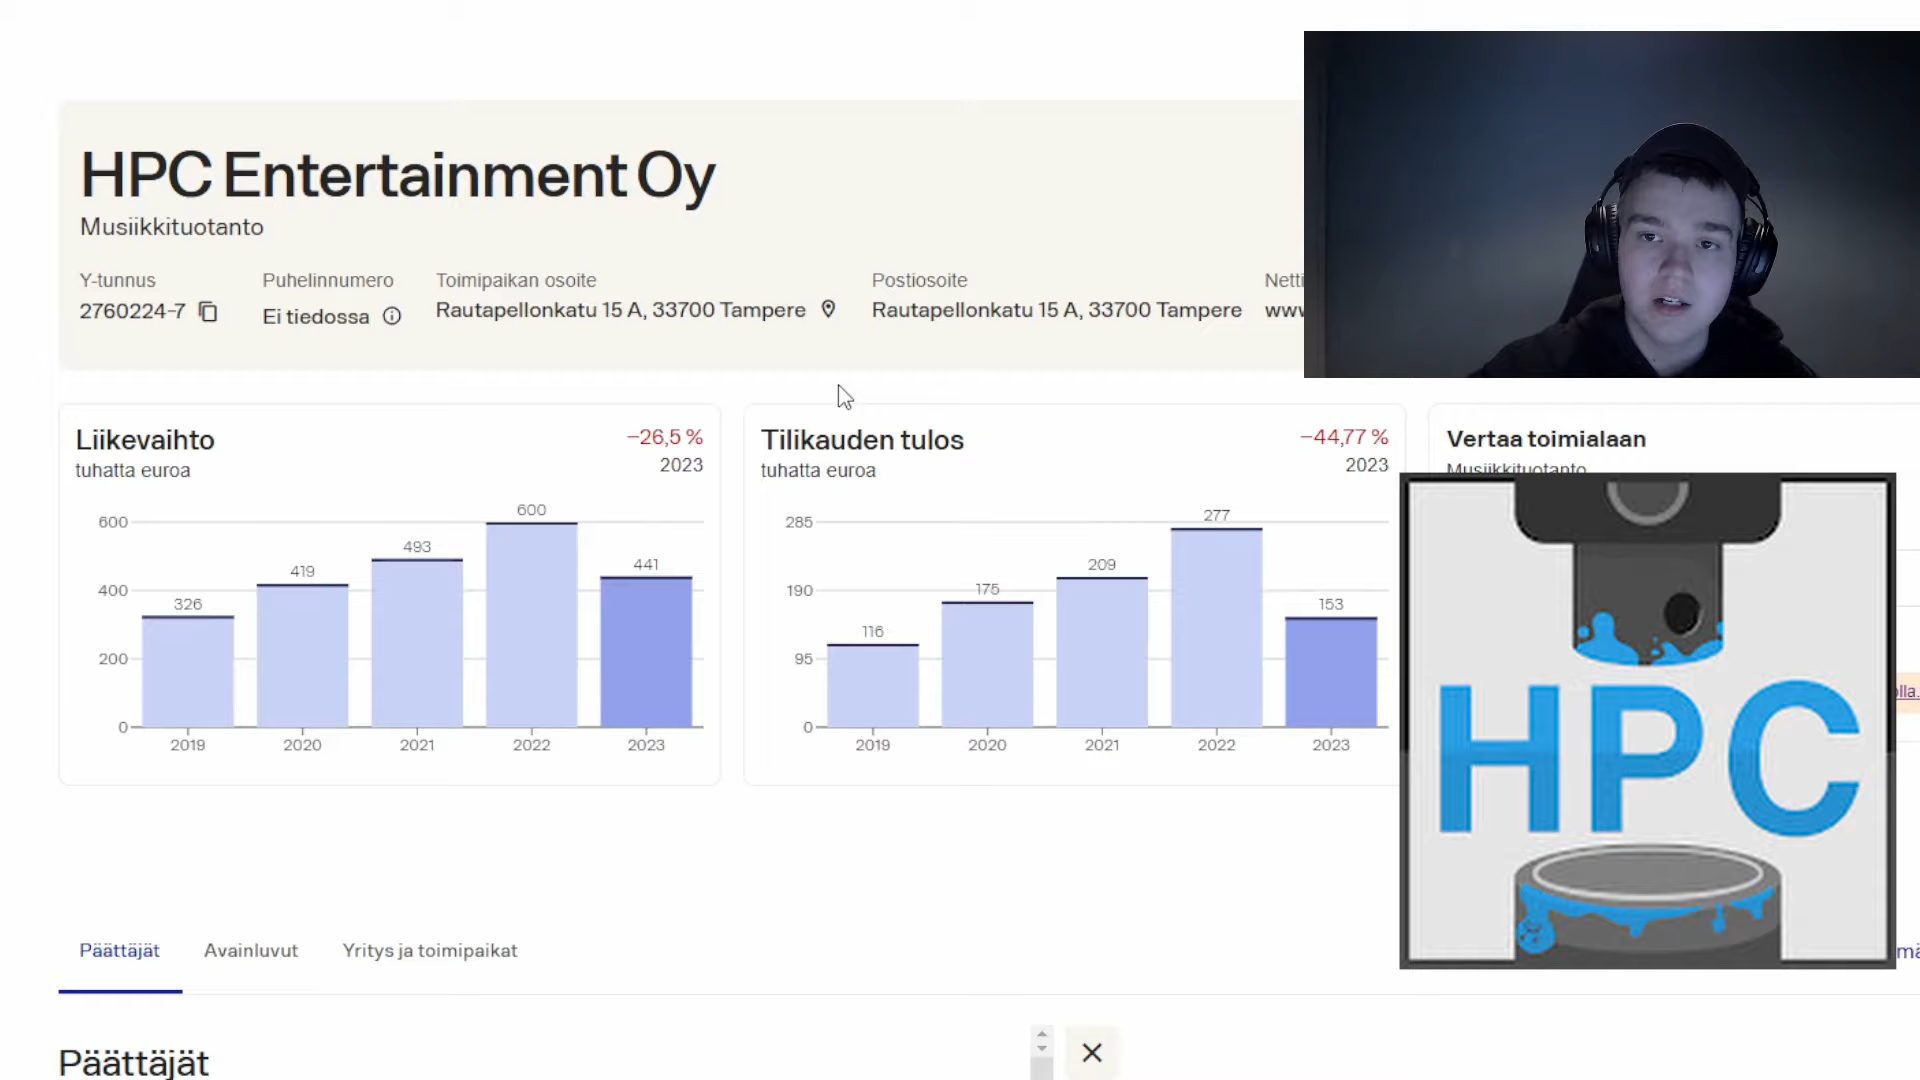 HPC Entertainment Oy
Musiikkituotanto
Y-tunnus
2760224-7
Puhelinnumero
Ei tiedossa
Toimipaikan osoite
Rautapellonkatu 15 A, 33700 Tampere
Postiosoite
Rautapellonkatu 15 A, 33700 Tampere
Liikevaihto
tuhatta euroa
−26,5 %
2023
600
400
200
0
326
419
493
600
441
2019
2020
2021
2022
2023
Tilikauden tulos
tuhatta euroa
−44,77 %
2023
285
190
95
0
116
175
209
277
153
2019
2020
2021
2022
2023
Vertaa toimialaan
Musiikkituotanto
HPC
Päättäjät
Avainluvut
Yritys ja toimipaikat
Päättäjät